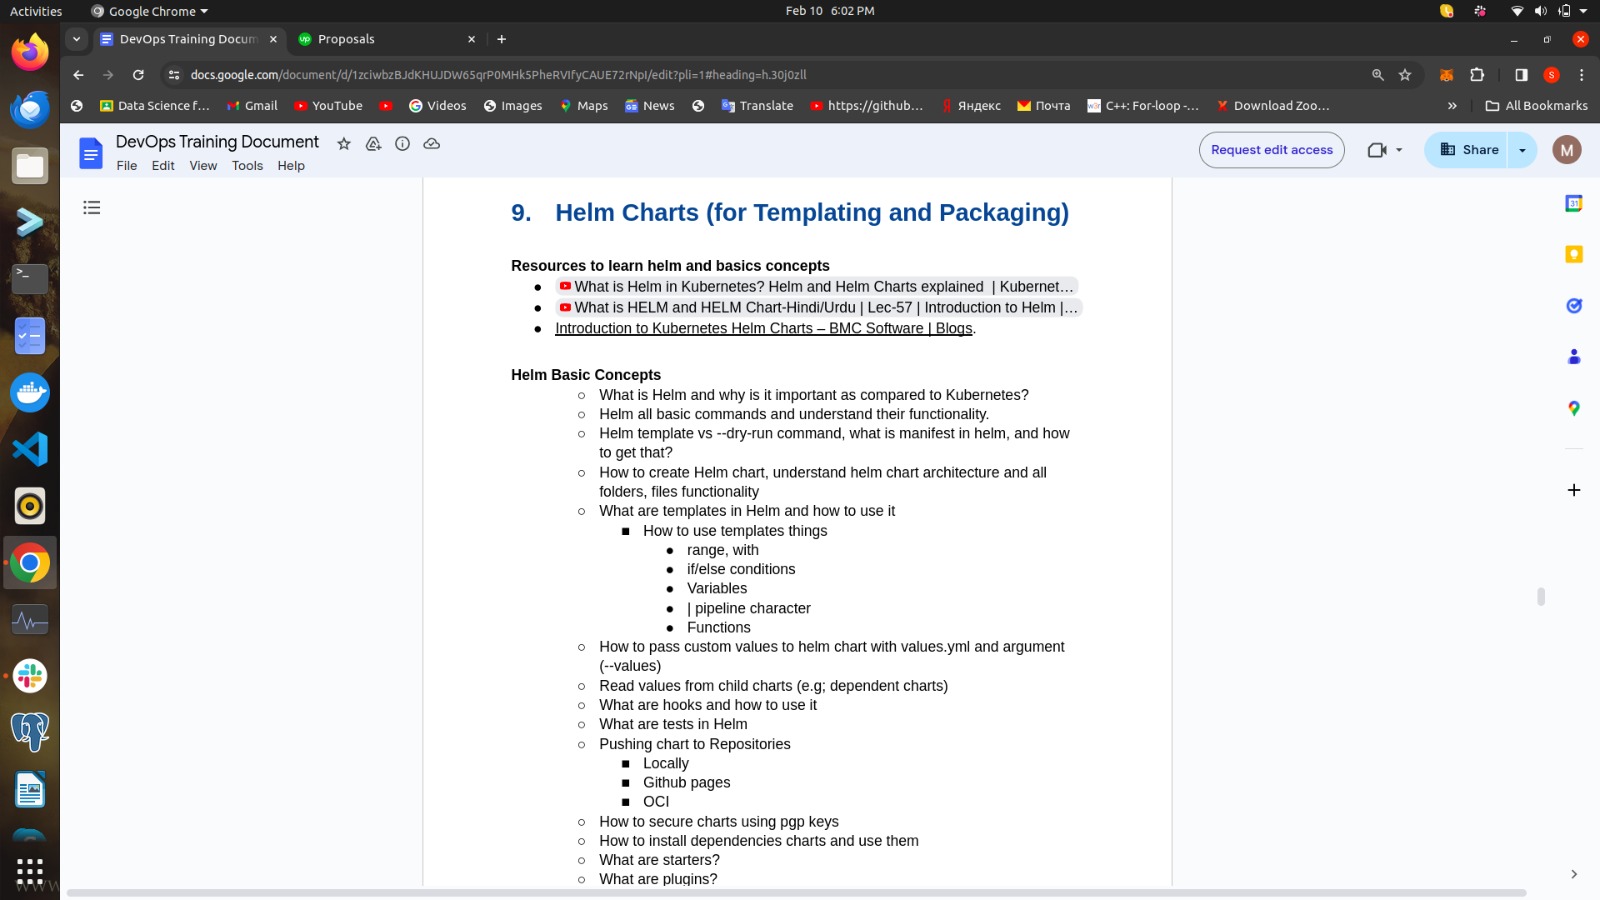 Activities
Google Chrome
Feb 10 6:02 PM
DevOps Training Docum
Proposals
docs.google.com/document/d/1zciwbzBJdKHUJDW65qrP0MHk5PheRVIfyCAUE72rNpI/edit?pli=1#heading=h.30j0zll
S
Data Science f...
Gmail
YouTube
Videos
Images
Maps
News
Translate
https://github...
Яндекс
Почта
C++: For-loop -...
Download Zoo...
»
All Bookmarks
DevOps Training Document
File Edit View Tools Help
Request edit access
Share
M
9. Helm Charts (for Templating and Packaging)
Resources to learn helm and basics concepts
● What is Helm in Kubernetes? Helm and Helm Charts explained | Kubernet...
● What is HELM and HELM Chart-Hindi/Urdu | Lec-57 | Introduction to Helm |...
● Introduction to Kubernetes Helm Charts – BMC Software | Blogs.
Helm Basic Concepts
○ What is Helm and why is it important as compared to Kubernetes?
○ Helm all basic commands and understand their functionality.
○ Helm template vs --dry-run command, what is manifest in helm, and how
to get that?
○ How to create Helm chart, understand helm chart architecture and all
folders, files functionality
○ What are templates in Helm and how to use it
■ How to use templates things
● range, with
● if/else conditions
● Variables
● | pipeline character
● Functions
○ How to pass custom values to helm chart with values.yml and argument
(--values)
○ Read values from child charts (e.g; dependent charts)
○ What are hooks and how to use it
○ What are tests in Helm
○ Pushing chart to Repositories
■ Locally
■ Github pages
■ OCI
○ How to secure charts using pgp keys
○ How to install dependencies charts and use them
○ What are starters?
○ What are plugins?
31